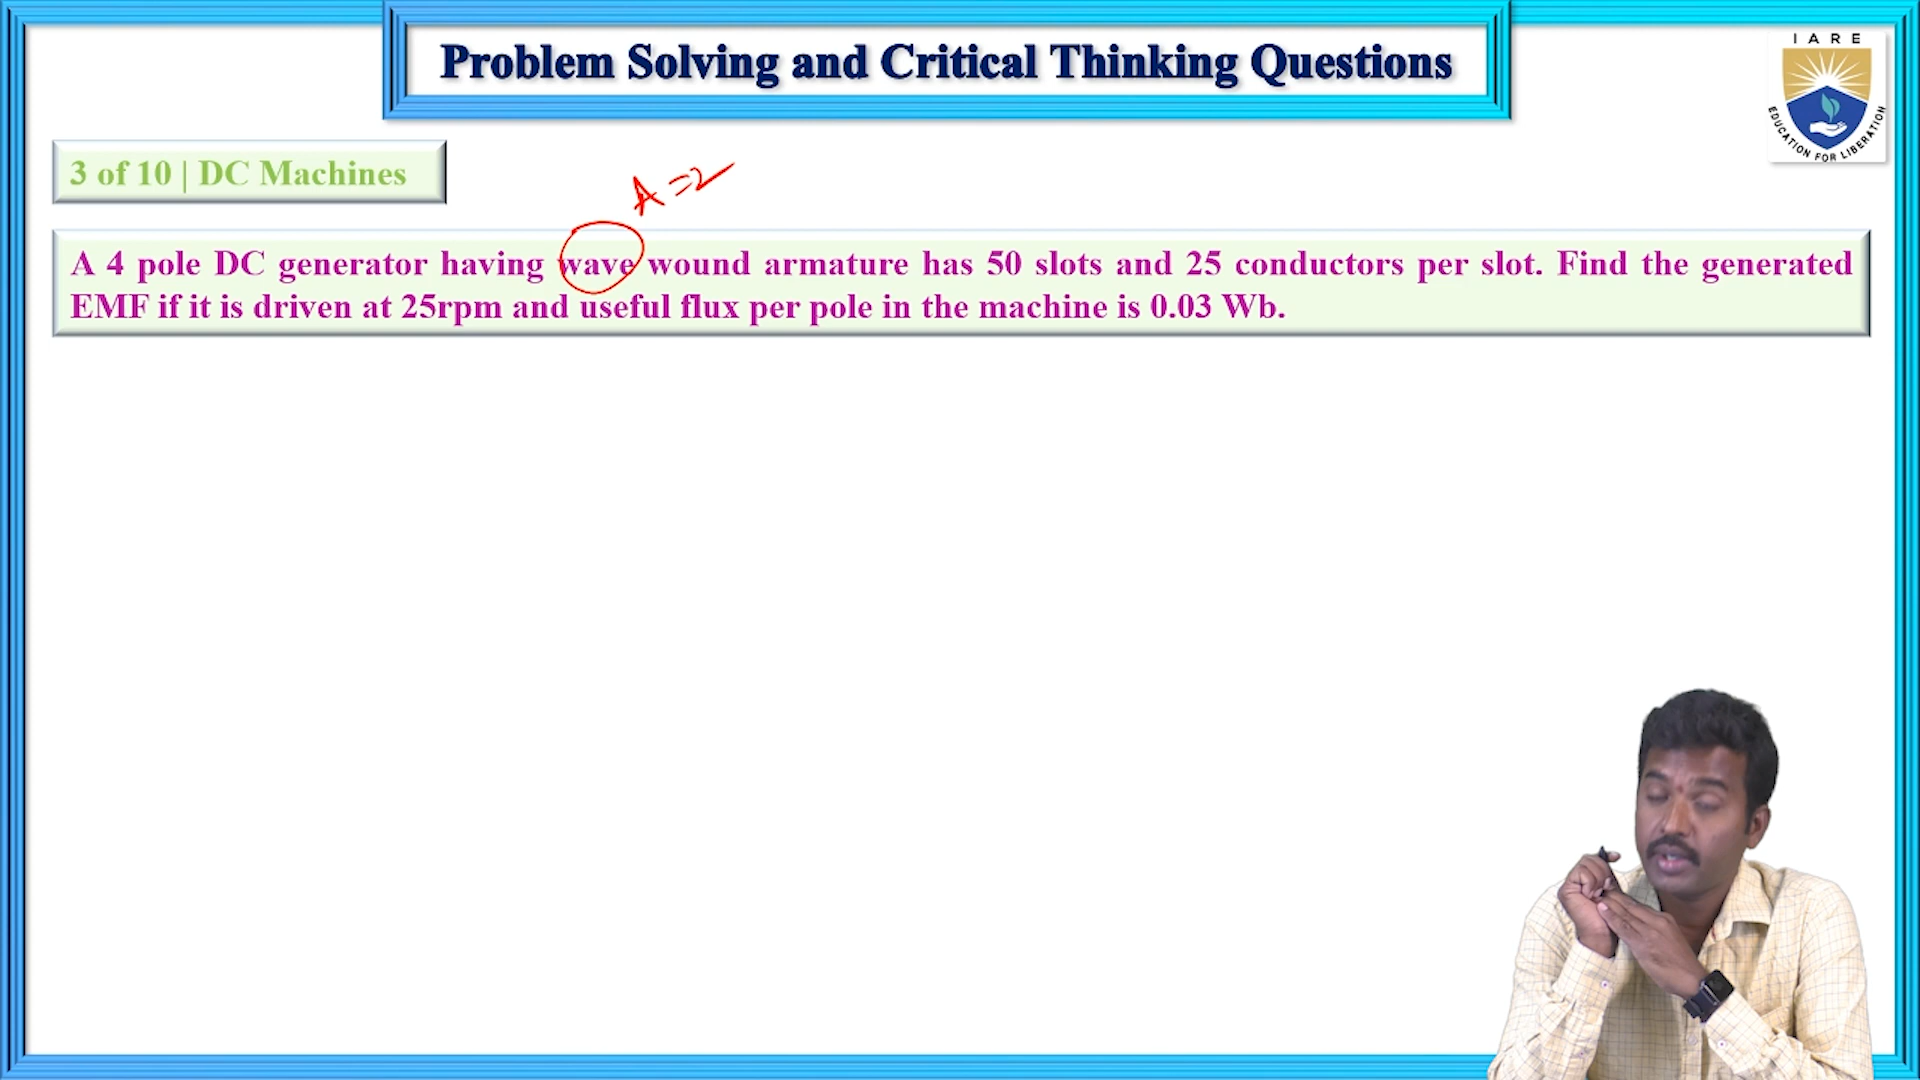 Problem Solving and Critical Thinking Questions
I A R E
EDUCATION FOR LIBERATION
3 of 10 | DC Machines
A = 2
A 4 pole DC generator having wave wound armature has 50 slots and 25 conductors per slot. Find the generated
EMF if it is driven at 25rpm and useful flux per pole in the machine is 0.03 Wb.